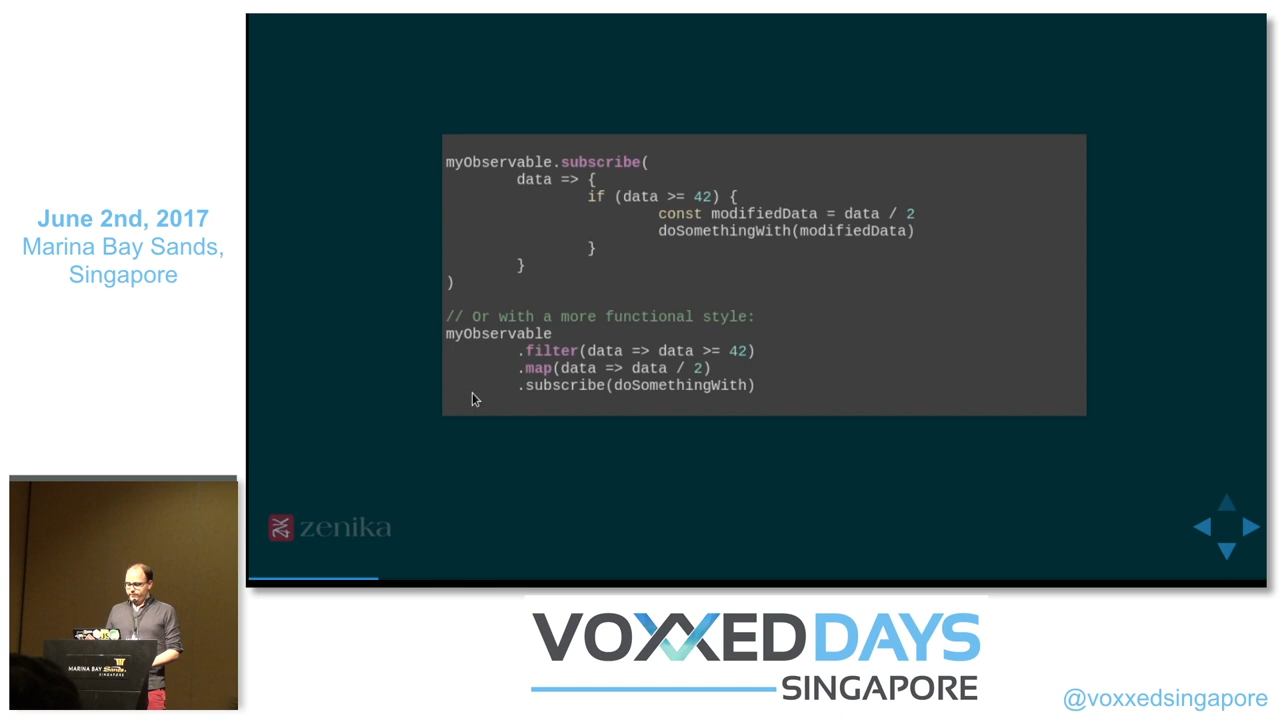 June 2nd, 2017
Marina Bay Sands,
Singapore
myObservable.subscribe(
data => {
if (data >= 42) {
const modifiedData = data / 2
doSomethingWith(modifiedData)
}
}
)
// Or with a more functional style:
myObservable
.filter(data => data >= 42)
.map(data => data / 2)
.subscribe(doSomethingWith)
zenika
MARINA BAY Sands
SINGAPORE
VOXXED DAYS
SINGAPORE
@voxxedsingapore